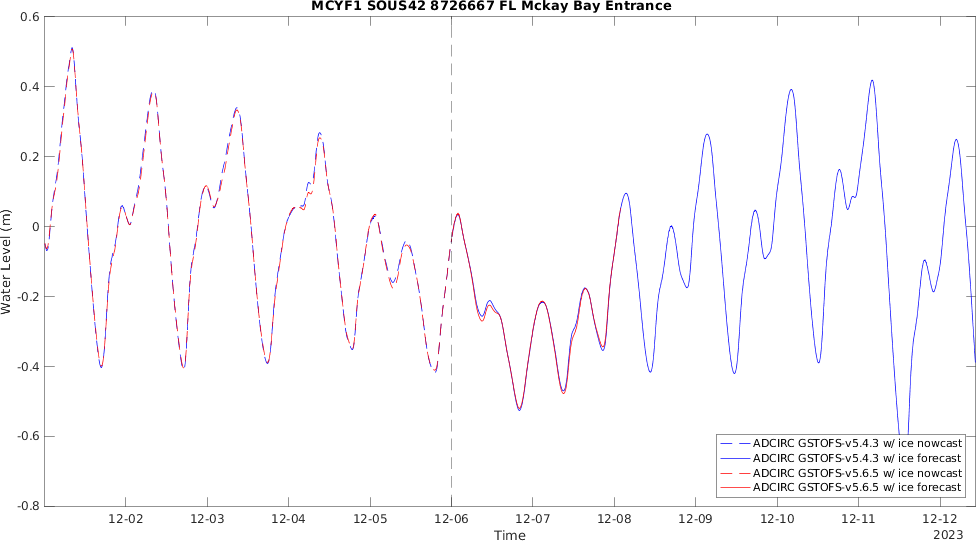 MCYF1 SOUS42 8726667 FL Mckay Bay Entrance
0.6
0.4
0.2
0
-0.2
-0.4
-0.6
-0.8
Water Level (m)
ADCIRC GSTOFS-v5.4.3 w/ ice nowcast
ADCIRC GSTOFS-v5.4.3 w/ ice forecast
ADCIRC GSTOFS-v5.6.5 w/ ice nowcast
ADCIRC GSTOFS-v5.6.5 w/ ice forecast
12-02 12-03 12-04 12-05 12-06 12-07 12-08 12-09 12-10 12-11 12-12
Time
2023